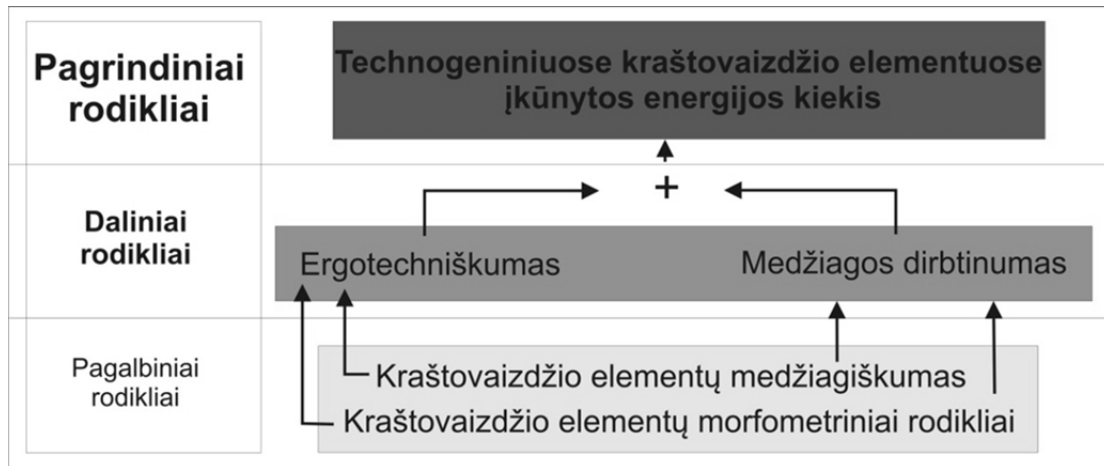 Pagrindiniai
rodikliai
Technogeniniuose kraštovaizdžio elementuose
įkūnytos energijos kiekis
+
Daliniai
rodikliai
Ergotechniškumas
Medžiagos dirbtinumas
Pagalbiniai
rodikliai
Kraštovaizdžio elementų medžiagiškumas
Kraštovaizdžio elementų morfometriniai rodikliai